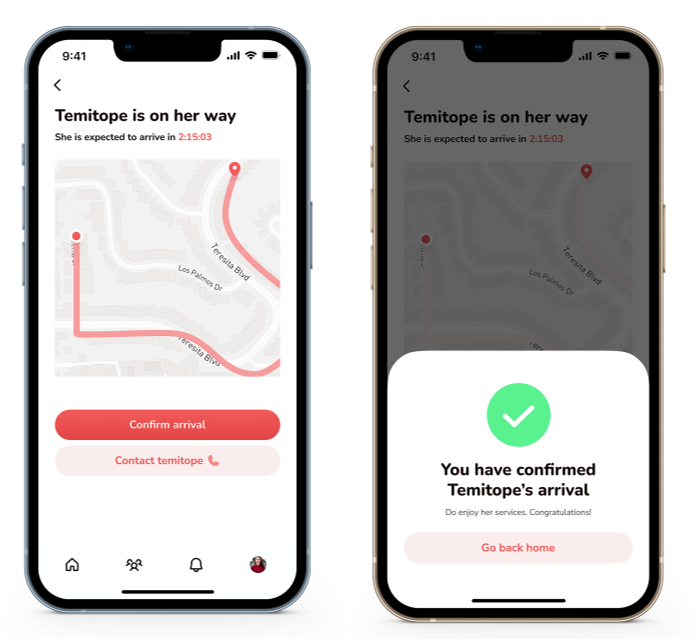 9:41
Temitope is on her way
She is expected to arrive in 2:15:03
Teresita Blvd
Los Palmos Dr
Teresita Blvd
Confirm arrival
Contact temitope
9:41
Temitope is on her way
She is expected to arrive in 2:15:03
Teresita Blvd
Los Palmos Dr
Teresita Blvd
You have confirmed
Temitope's arrival
Do enjoy her services. Congratulations!
Go back home